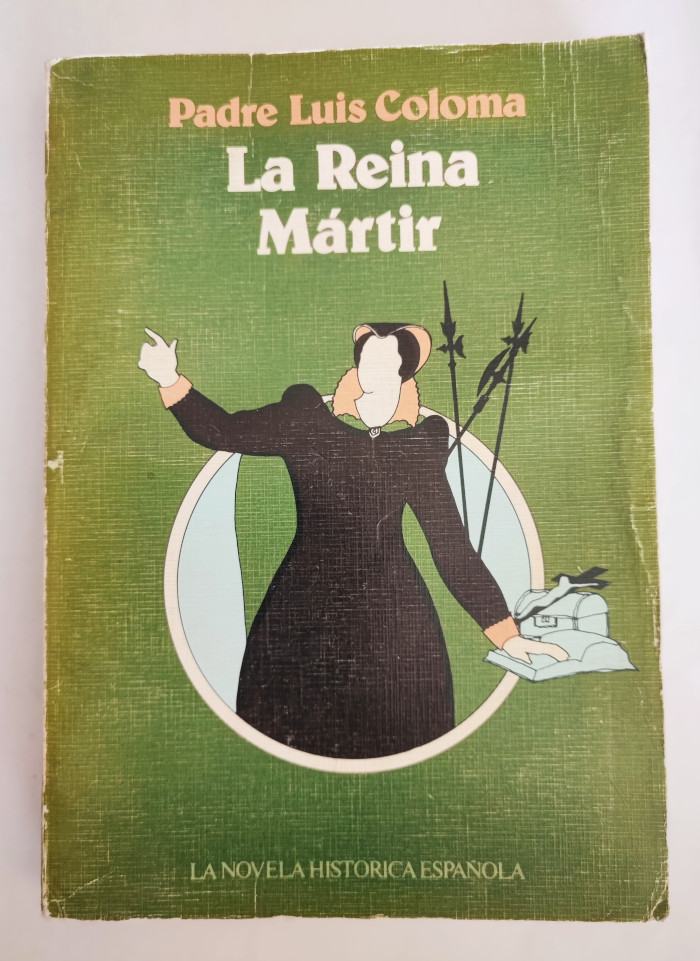 Padre Luis Coloma
La Reina
Mártir
LA NOVELA HISTORICA ESPAÑOLA